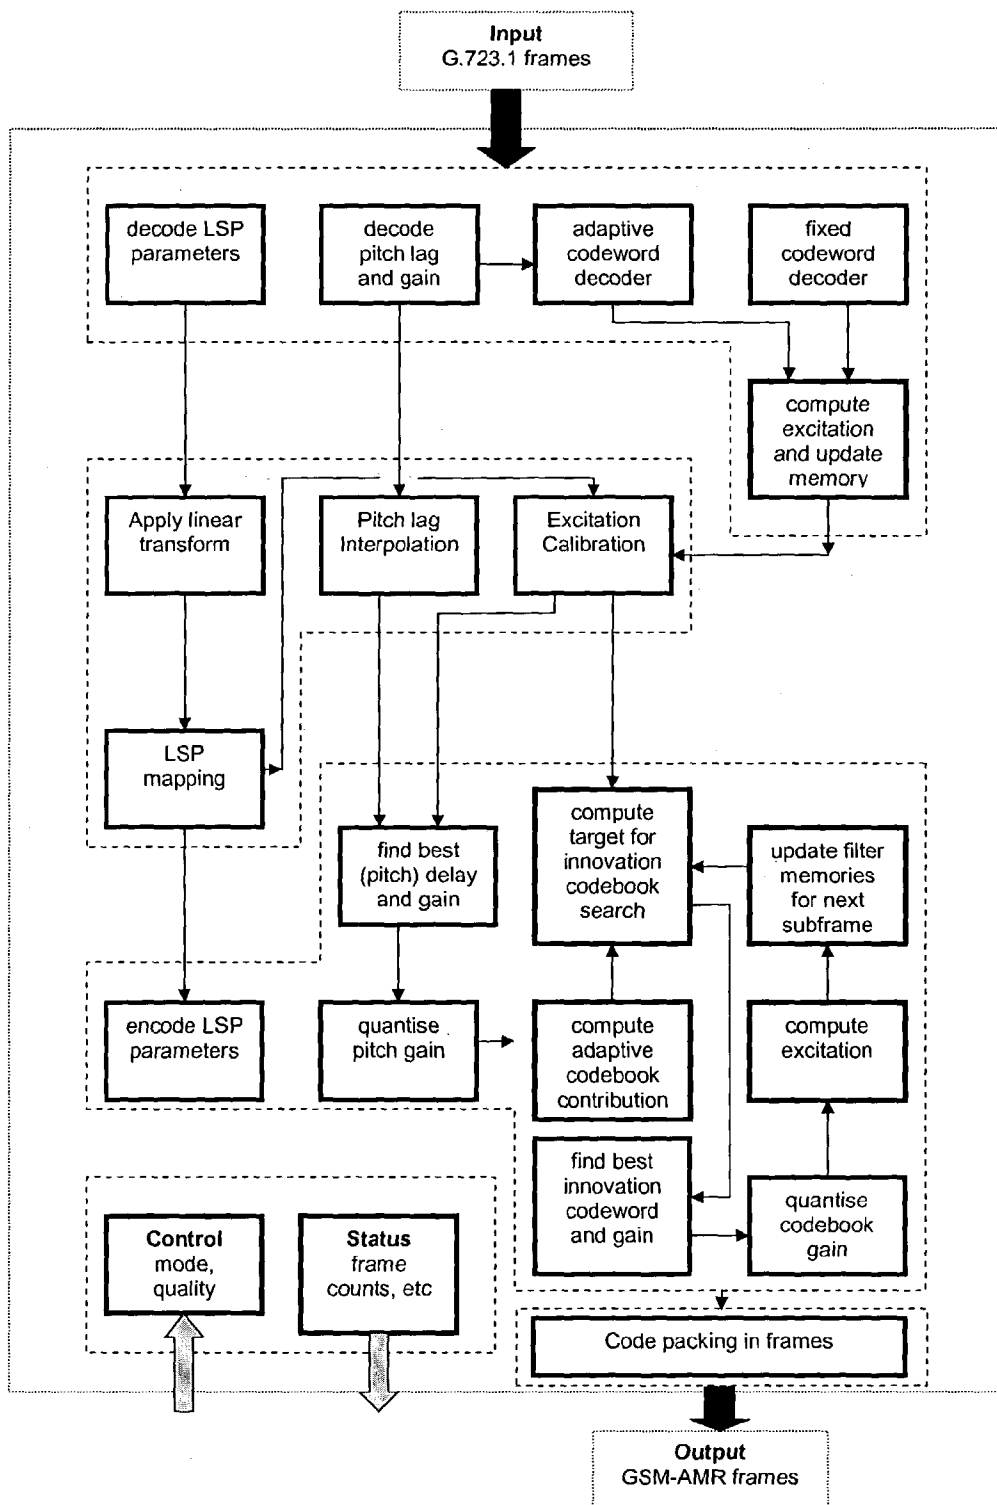 Input
G.723.1 frames
decode LSP
parameters
decode
pitch lag
and gain
adaptive
codeword
decoder
fixed
codeword
decoder
compute
excitation
and update
memory
Apply linear
transform
Pitch lag
Interpolation
Excitation
Calibration
LSP
mapping
find best
(pitch) delay
and gain
compute
target for
innovation
codebook
search
update filter
memories
for next
subframe
encode LSP
parameters
quantise
pitch gain
compute
adaptive
codebook
contribution
compute
excitation
find best
innovation
codeword
and gain
quantise
codebook
gain
Control
mode,
quality
Status
frame
counts, etc
Code packing in frames
Output
GSM-AMR frames